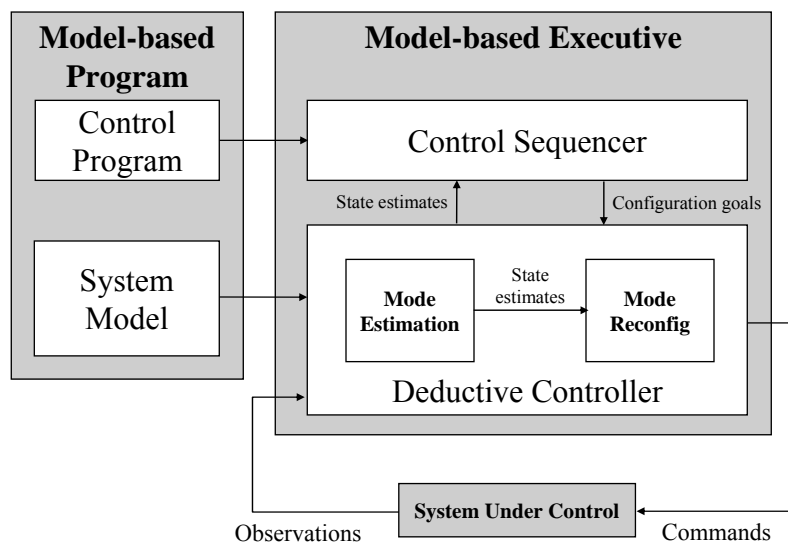 Model-based
Program
Control
Program
System
Model
Model-based Executive
Control Sequencer
State estimates
Configuration goals
Mode
Estimation
State
estimates
Mode
Reconfig
Deductive Controller
System Under Control
Observations
Commands